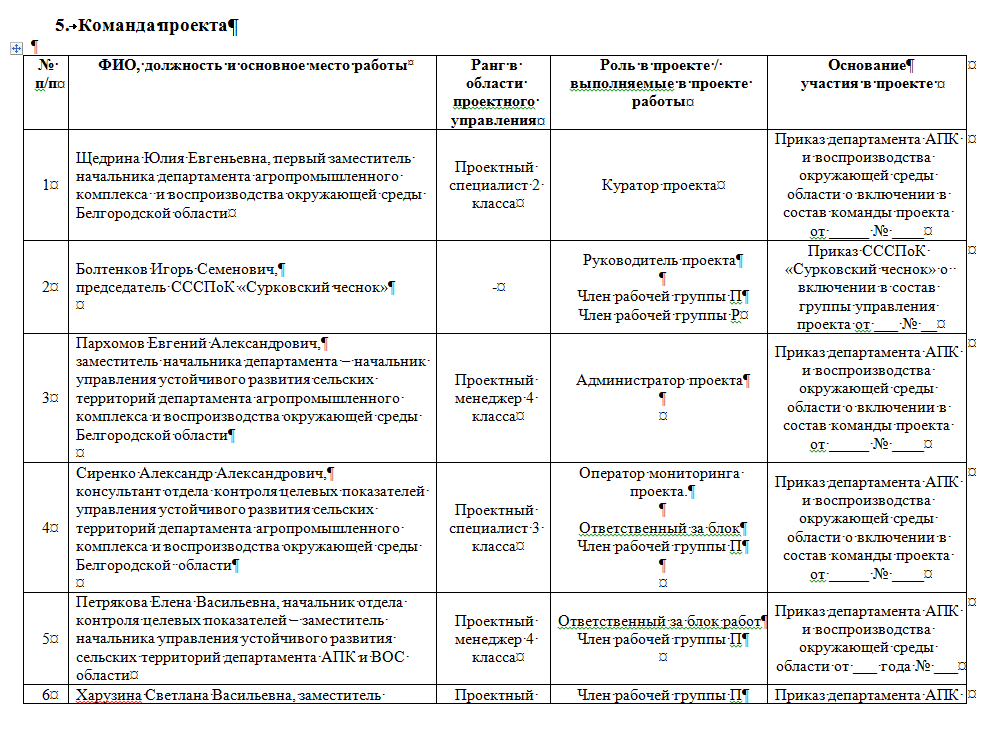 5. Команда проекта
№ п/п
ФИО, должность и основное место работы
Ранг в
области
проектного
управления
Роль в проекте /
выполняемые в проекте
работы
Основание
участия в проекте
1
Щедрина Юлия Евгеньевна, первый заместитель
начальника департамента агропромышленного
комплекса и воспроизводства окружающей среды
Белгородской области
Проектный
специалист 2
класса
Куратор проекта
Приказ департамента АПК
и воспроизводства
окружающей среды
области о включении в
состав команды проекта
от ______ № ____
2
Болтенков Игорь Семенович,
председатель СССПоК «Сурковский чеснок»
-
Руководитель проекта
Член рабочей группы П
Член рабочей группы Р
Приказ СССПоК
«Сурковский чеснок» о
включении в состав
группы управления
проекта от ___ № __
3
Пархомов Евгений Александрович,
заместитель начальника департамента – начальник
управления устойчивого развития сельских
территорий департамента агропромышленного
комплекса и воспроизводства окружающей среды
Белгородской области
Проектный
менеджер 4
класса
Администратор проекта
Приказ департамента АПК
и воспроизводства
окружающей среды
области о включении в
состав команды проекта
от ______ № ____
4
Сиренко Александр Александрович,
консультант отдела контроля целевых показателей
управления устойчивого развития сельских
территорий департамента агропромышленного
комплекса и воспроизводства окружающей среды
Белгородской области
Проектный
специалист 3
класса
Оператор мониторинга
проекта.
Ответственный за блок
Член рабочей группы П
Приказ департамента АПК
и воспроизводства
окружающей среды
области о включении в
состав команды проекта
от ______ № ____
5
Петрякова Елена Васильевна, начальник отдела
контроля целевых показателей – заместитель
начальника управления устойчивого развития
сельских территорий департамента АПК и ВОС
области
Проектный
менеджер 4
класса
Ответственный за блок работ
Член рабочей группы П
Приказ департамента АПК
и воспроизводства
окружающей среды
области от ___ года № ___
6
Харузина Светлана Васильевна, заместитель
Проектный
Член рабочей группы П
Приказ департамента АПК